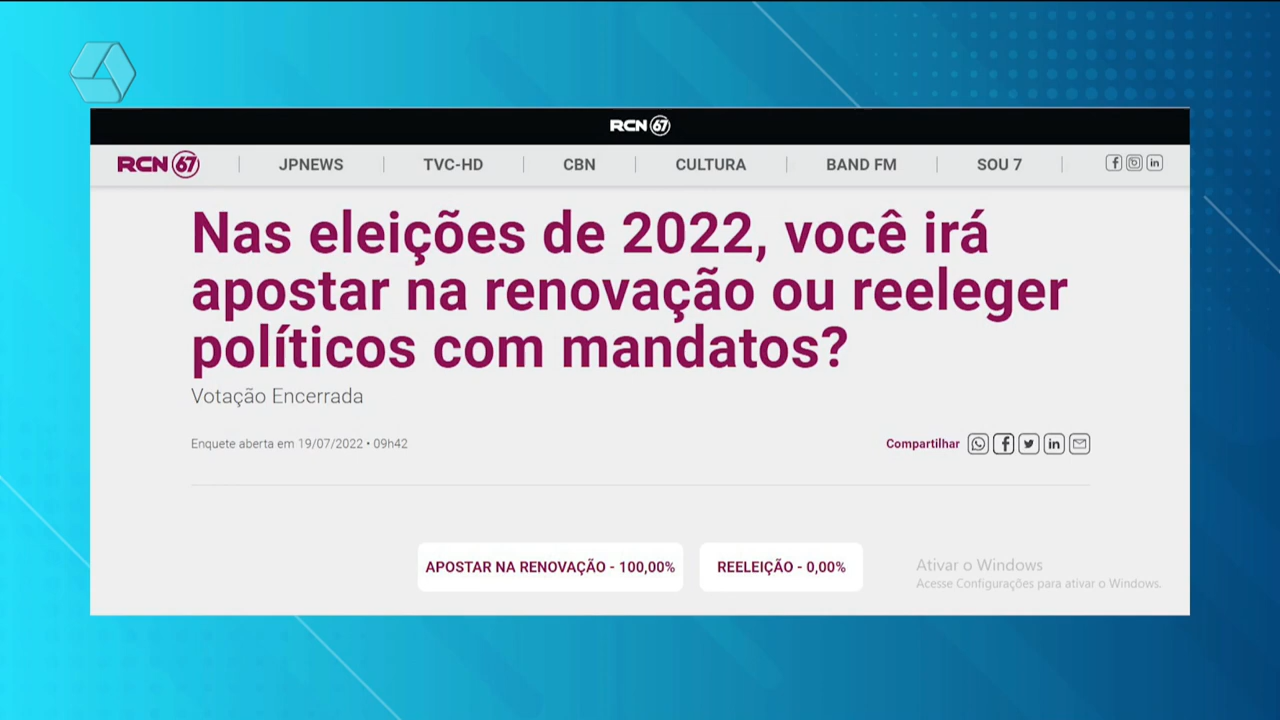 RCN 67
RCN 67 JPNEWS TVC-HD CBN CULTURA BAND FM SOU 7
Nas eleições de 2022, você irá
apostar na renovação ou reeleger
políticos com mandatos?
Votação Encerrada
Enquete aberta em 19/07/2022 • 09h42 Compartilhar
APOSTAR NA RENOVAÇÃO - 100,00% REELEIÇÃO - 0,00%
Ativar o Windows
Acesse Configurações para ativar o Windows.